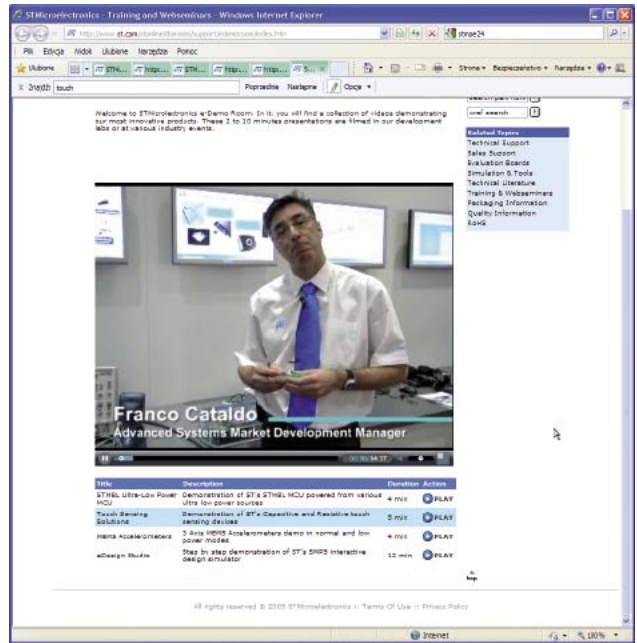 STMicroelectronics - Training and Webseminars - Windows Internet Explorer
stnrae24
Plik Edycja Widok Ulubione Narzędzia Pomoc
Ulubione
Strona Bezpieczeństwo Narzędzia
X Znajdź: touch Poprzednie Następne Opcje
Welcome to STMicroelectronics e-Demo Room: In it, you will find a collection of videos demonstrating
our most innovative products. These 2 to 10 minutes presentations are filmed in our development
labs or at various industry events.
search part num
xref search
Related Topics
Technical Support
Sales Support
Evaluation Boards
Simulation & Tools
Technical Literature
Training & Webseminars
Packaging Information
Quality Information
RoHS
Franco Cataldo
Advanced Systems Market Development Manager
Title Description Duration Action
STM8L Ultra-Low Power
MCU
Demonstration of ST's STM8L MCU powered from various
ultra low power sources
4 min PLAY
Touch Sensing
Solutions
Demonstration of ST's Capacitive and Resistive touch
sensing devices
5 min PLAY
MEMS Accelerometers
3 Axis MEMS Accelerometers demo in normal and low
power modes
4 min PLAY
eDesign Studio
Step by step demonstration of ST's SMPS interactive
design simulator
12 min PLAY
top
All rights reserved © 2009 STMicroelectronics :: Terms Of Use :: Privacy Policy
Internet
100%